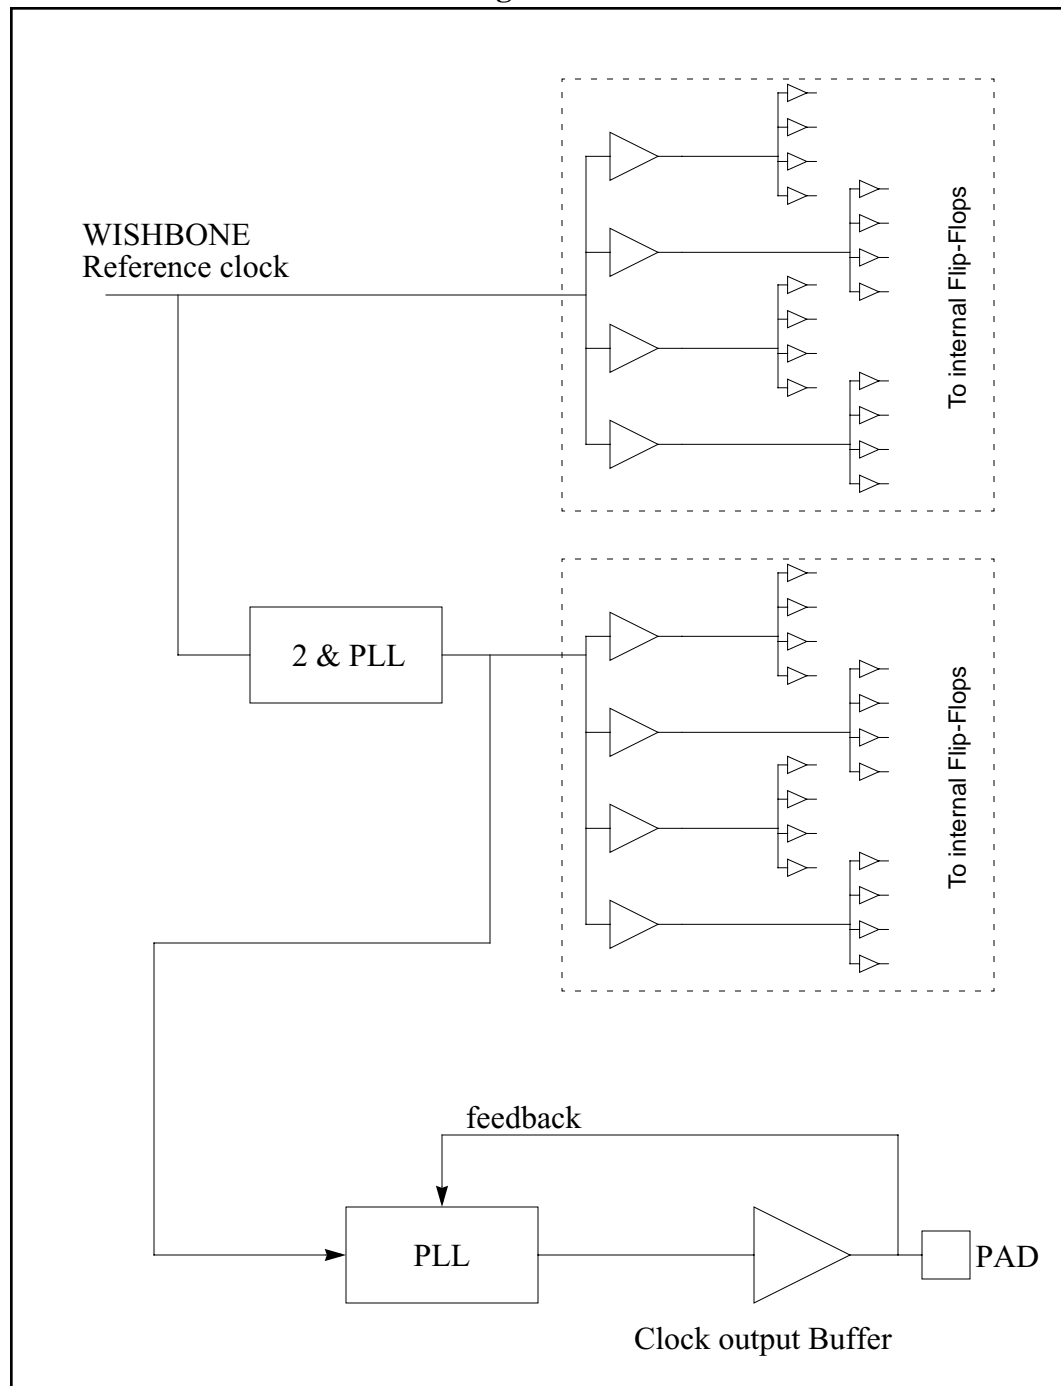 WISHBONE
Reference clock
To internal Flip-Flops
2 & PLL
To internal Flip-Flops
feedback
PLL
PAD
Clock output Buffer